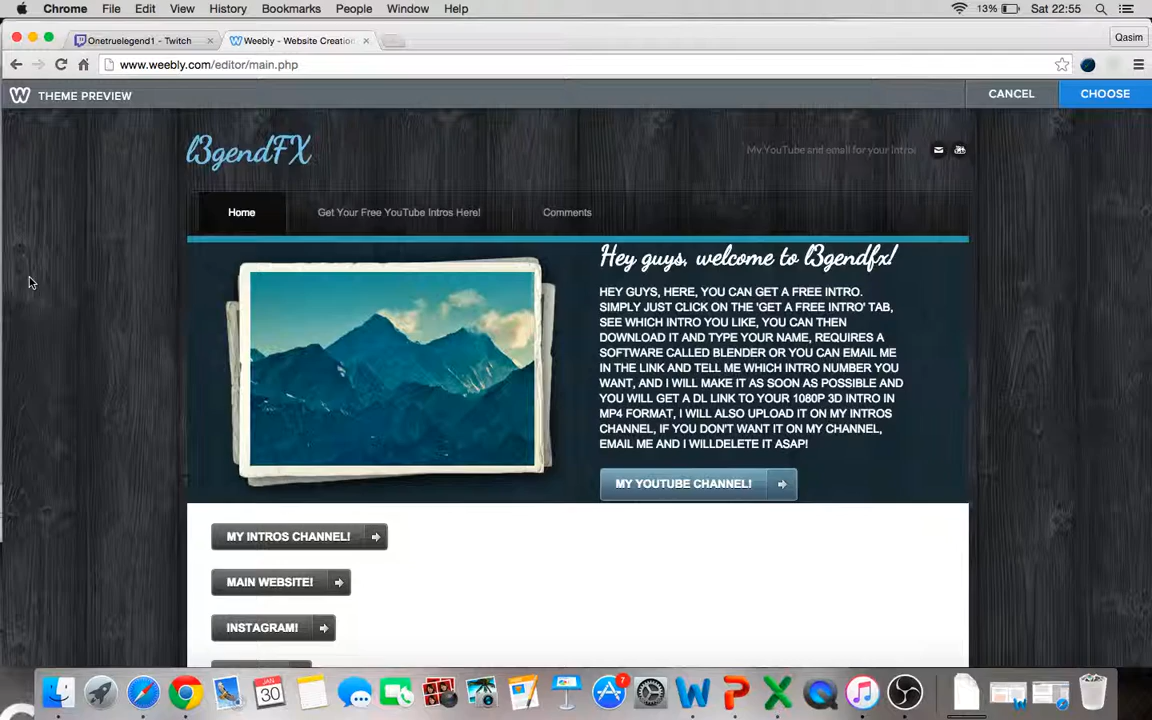 Chrome File Edit View History Bookmarks People Window Help 13% Sat 22:55
Onetruelegend1 - Twitch Weebly - Website Creation Qasim
www.weebly.com/editor/main.php
THEME PREVIEW CANCEL CHOOSE
l3gendFX My YouTube and email for your intro!
Home Get Your Free YouTube Intros Here! Comments
Hey guys, welcome to l3gendfx!
HEY GUYS, HERE, YOU CAN GET A FREE INTRO.
SIMPLY JUST CLICK ON THE 'GET A FREE INTRO' TAB,
SEE WHICH INTRO YOU LIKE, YOU CAN THEN
DOWNLOAD IT AND TYPE YOUR NAME, REQUIRES A
SOFTWARE CALLED BLENDER OR YOU CAN EMAIL ME
IN THE LINK AND TELL ME WHICH INTRO NUMBER YOU
WANT, AND I WILL MAKE IT AS SOON AS POSSIBLE AND
YOU WILL GET A DL LINK TO YOUR 1080P 3D INTRO IN
MP4 FORMAT, I WILL ALSO UPLOAD IT ON MY INTROS
CHANNEL, IF YOU DON'T WANT IT ON MY CHANNEL,
EMAIL ME AND I WILLDELETE IT ASAP!
MY YOUTUBE CHANNEL!
MY INTROS CHANNEL!
MAIN WEBSITE!
INSTAGRAM!
JAN
30
7